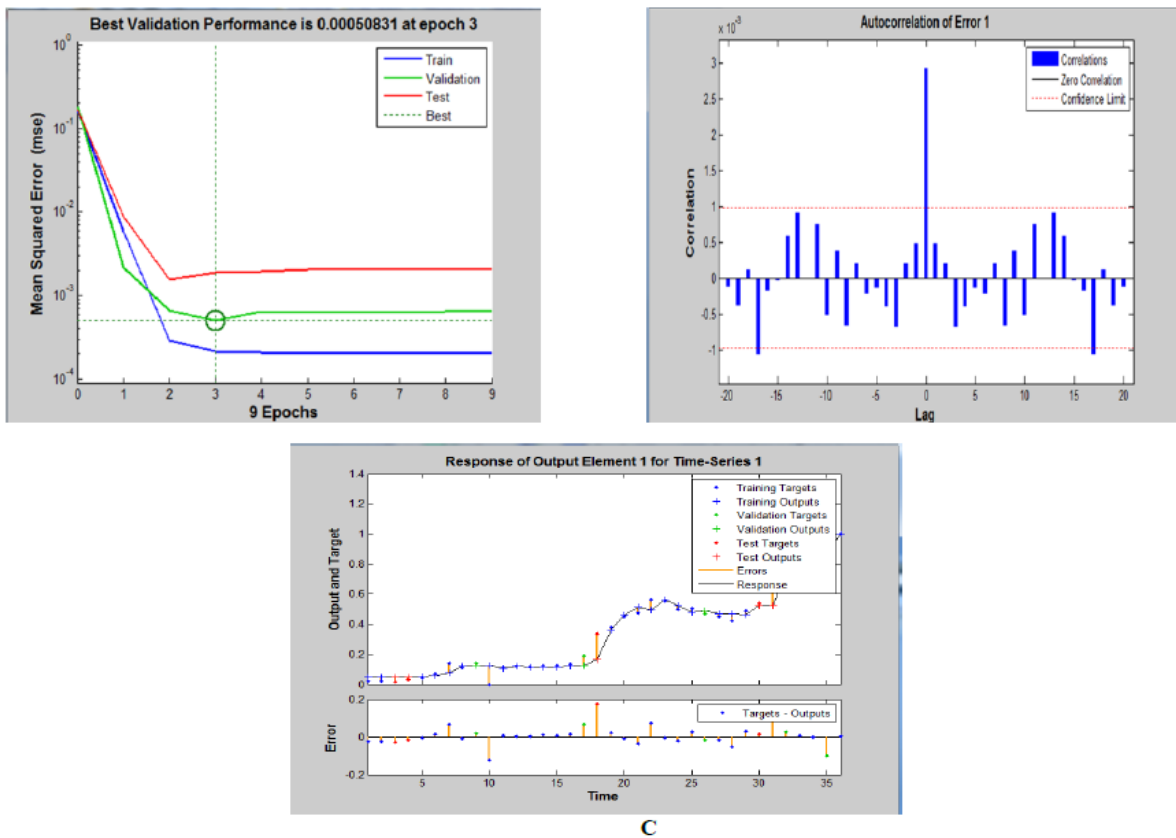 Best Validation Performance is 0.00050831 at epoch 3
10^0
10^-1
10^-2
10^-3
10^-4
Mean Squared Error (mse)
Train
Validation
Test
Best
0 1 2 3 4 5 6 7 8 9
9 Epochs
Autocorrelation of Error 1
× 10^-3
3
2.5
2
1.5
1
0.5
0
-0.5
-1
Correlation
Correlations
Zero Correlation
Confidence Limit
-20 -15 -10 -5 0 5 10 15 20
Lag
Response of Output Element 1 for Time-Series 1
1.4
1.2
1
0.8
0.6
0.4
0.2
0
Output and Target
Training Targets
Training Outputs
Validation Targets
Validation Outputs
Test Targets
Test Outputs
Errors
Response
0.2
0
-0.2
Error
Targets - Outputs
5 10 15 20 25 30 35
Time
C